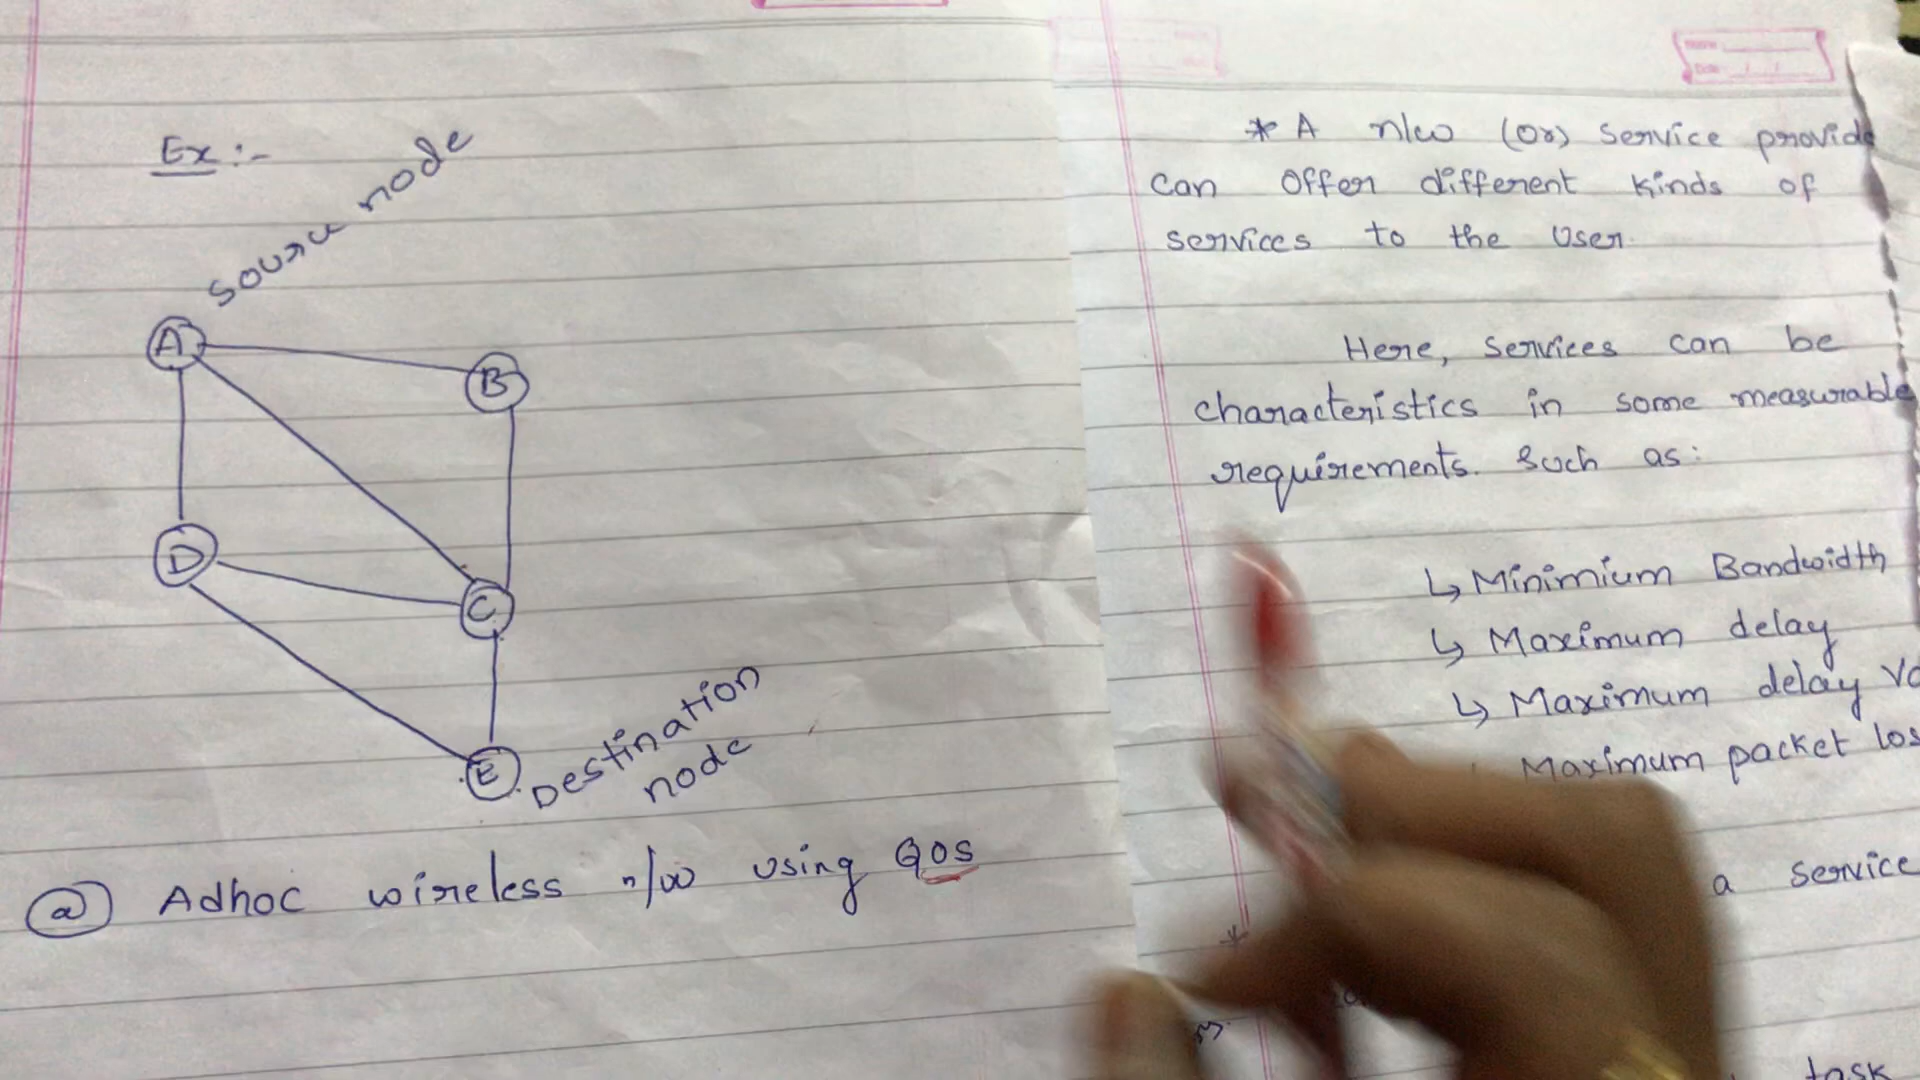 Ex :-
Source node
A
B
D
C
E
Destination
node
a Adhoc wireless n/w using QOS
* A n/w (or) Service provide
can Offer different kinds of
services to the User.
Here, Services can be
characteristics in some measurable
requirements. Such as:
↳ Minimium Bandwidth
↳ Maximum delay
↳ Maximum delay
Maximum packet
a service
task